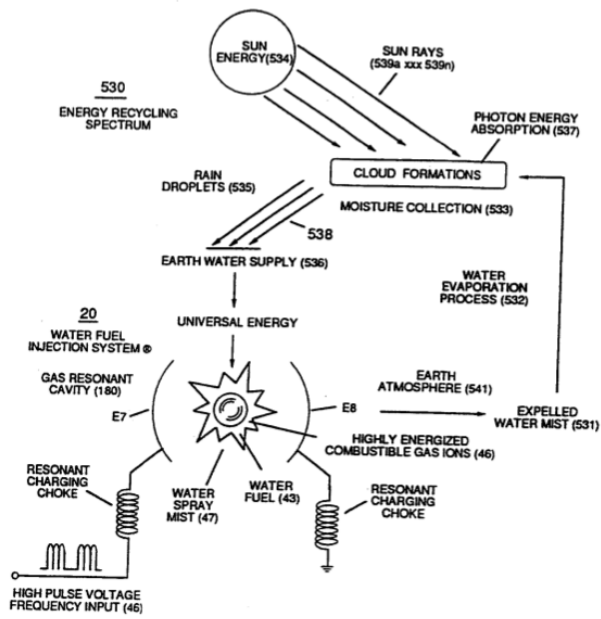 SUN
ENERGY(534)
SUN RAYS
(539a xxx 539n)
530
ENERGY RECYCLING
SPECTRUM
PHOTON ENERGY
ABSORPTION (537)
CLOUD FORMATIONS
RAIN
DROPLETS (535)
MOISTURE COLLECTION (533)
538
EARTH WATER SUPPLY (536)
WATER
EVAPORATION
PROCESS (532)
UNIVERSAL ENERGY
20
WATER FUEL
INJECTION SYSTEM ®
GAS RESONANT
CAVITY (180)
E7
E8
EARTH
ATMOSPHERE (541)
EXPELLED
WATER MIST (531)
HIGHLY ENERGIZED
COMBUSTIBLE GAS IONS (46)
RESONANT
CHARGING
CHOKE
WATER
SPRAY
MIST (47)
WATER
FUEL (43)
RESONANT
CHARGING
CHOKE
HIGH PULSE VOLTAGE
FREQUENCY INPUT (46)